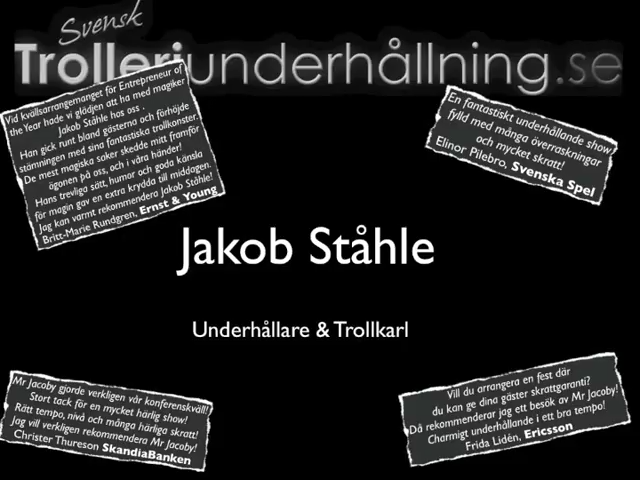 Svensk
Trolleriunderhållning.se
Vid kvällsarrangemanget för Entrepreneur of
the Year hade vi glädjen att ha med magiker
Jakob Ståhle hos oss .
Han gick runt bland gästerna och förhöjde
stämningen med sina fantastiska trollkonster.
De mest magiska saker skedde mitt framför
ögonen på oss, och i våra händer!
Hans trevliga sätt, humor och goda känsla
för magin gav en extra krydda till middagen.
Jag kan varmt rekommendera Jakob Ståhle!
Britt-Marie Rundgren, Ernst & Young
En fantastiskt underhållande show
fylld med många överraskningar
och mycket skratt!
Elinor Pilebro, Svenska Spel
Jakob Ståhle
Underhållare & Trollkarl
Mr Jacoby gjorde verkligen vår konferenskväll!
Stort tack för en mycket härlig show!
Rätt tempo, nivå och många härliga skratt!
Jag vill verkligen rekommendera Mr Jacoby!
Christer Thureson SkandiaBanken
Vill du arrangera en fest där
du kan ge dina gäster skrattgaranti?
Då rekommenderar jag ett besök av Mr Jacoby!
Charmigt underhållande i ett bra tempo!
Frida Lidén, Ericsson